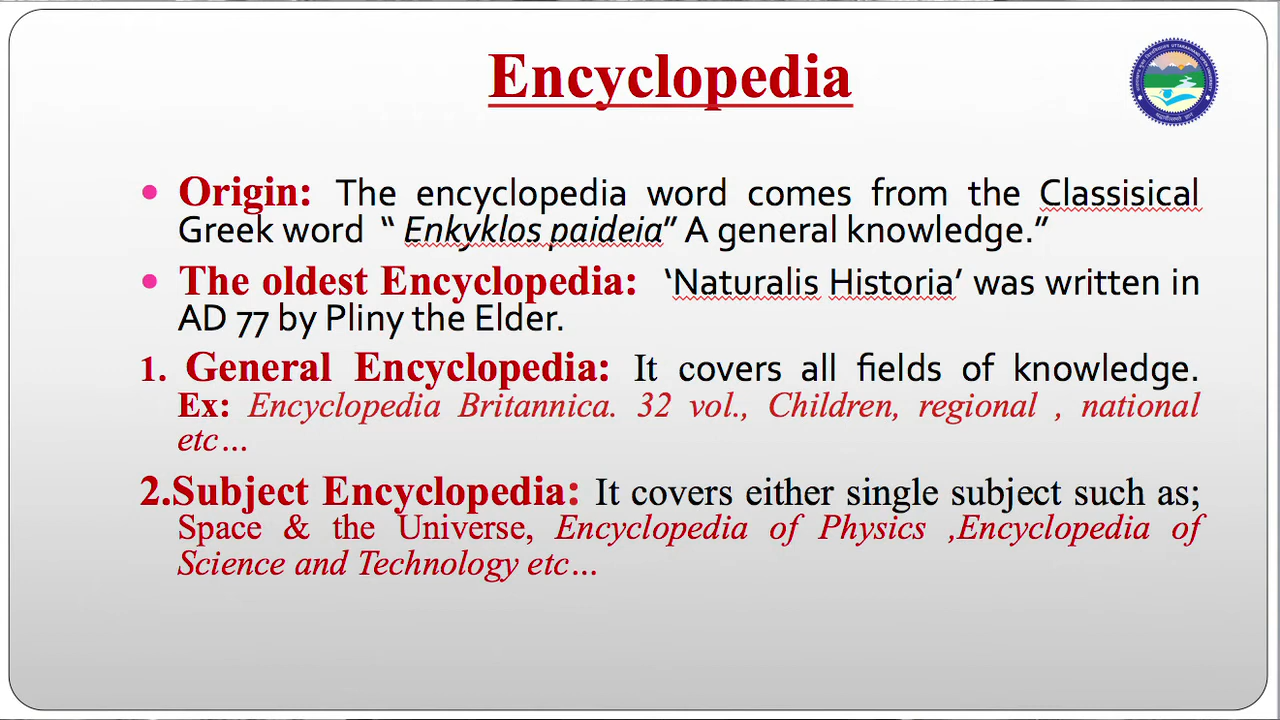 Encyclopedia
Origin: The encyclopedia word comes from the Classisical
Greek word “ Enkyklos paideia” A general knowledge.”
The oldest Encyclopedia: ‘Naturalis Historia’ was written in
AD 77 by Pliny the Elder.
1. General Encyclopedia: It covers all fields of knowledge.
Ex: Encyclopedia Britannica. 32 vol., Children, regional , national
etc…
2.Subject Encyclopedia: It covers either single subject such as;
Space & the Universe, Encyclopedia of Physics ,Encyclopedia of
Science and Technology etc…